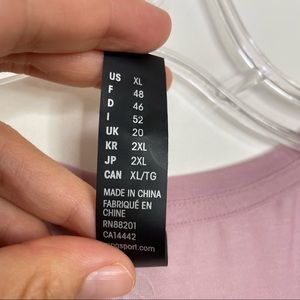 US XL
F 48
D 46
I 52
UK 20
KR 2XL
JP 2XL
CAN XL/TG
MADE IN CHINA
FABRIQUÉ EN
CHINE
RN88201
CA14442